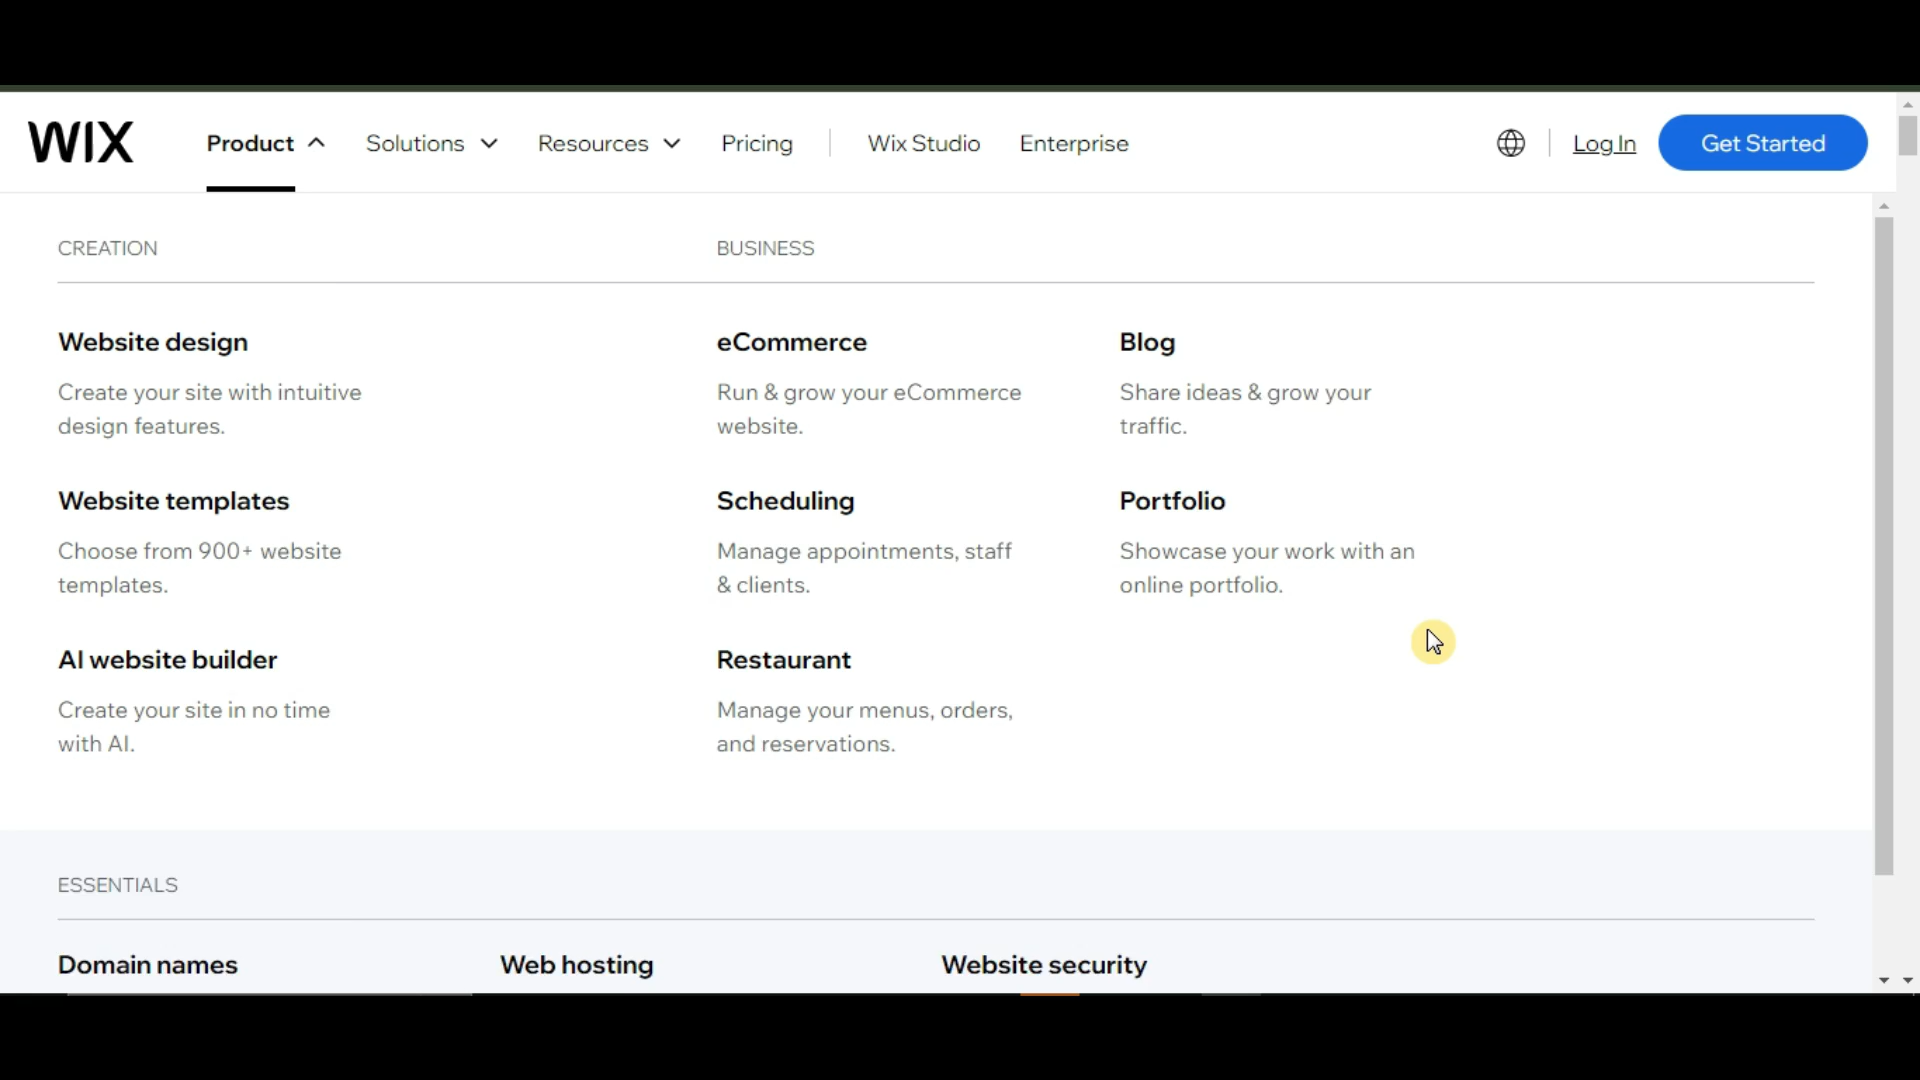 WIX Product Solutions Resources Pricing Wix Studio Enterprise Log In Get Started
CREATION
BUSINESS
Website design
Create your site with intuitive
design features.
eCommerce
Run & grow your eCommerce
website.
Blog
Share ideas & grow your
traffic.
Website templates
Choose from 900+ website
templates.
Scheduling
Manage appointments, staff
& clients.
Portfolio
Showcase your work with an
online portfolio.
AI website builder
Create your site in no time
with AI.
Restaurant
Manage your menus, orders,
and reservations.
ESSENTIALS
Domain names
Web hosting
Website security